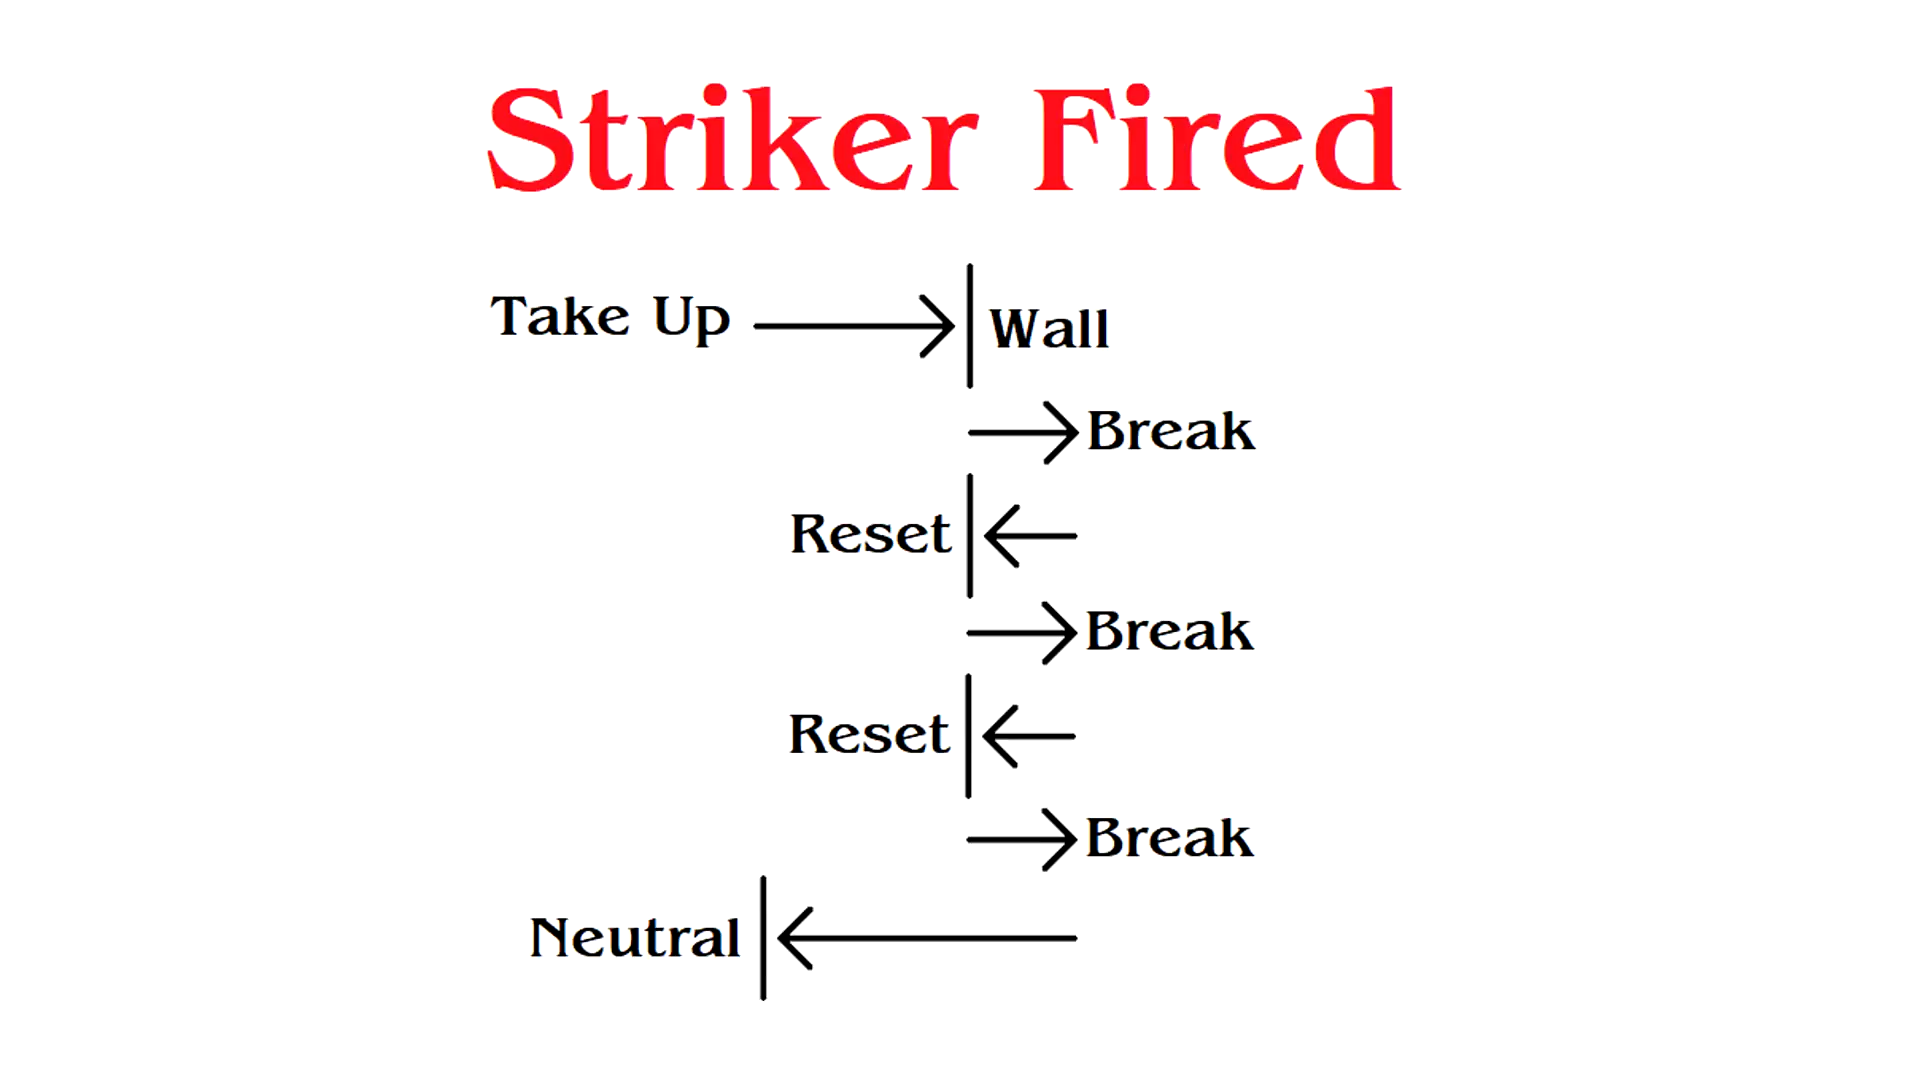 Striker Fired
Take Up
Wall
Break
Reset
Break
Reset
Break
Neutral